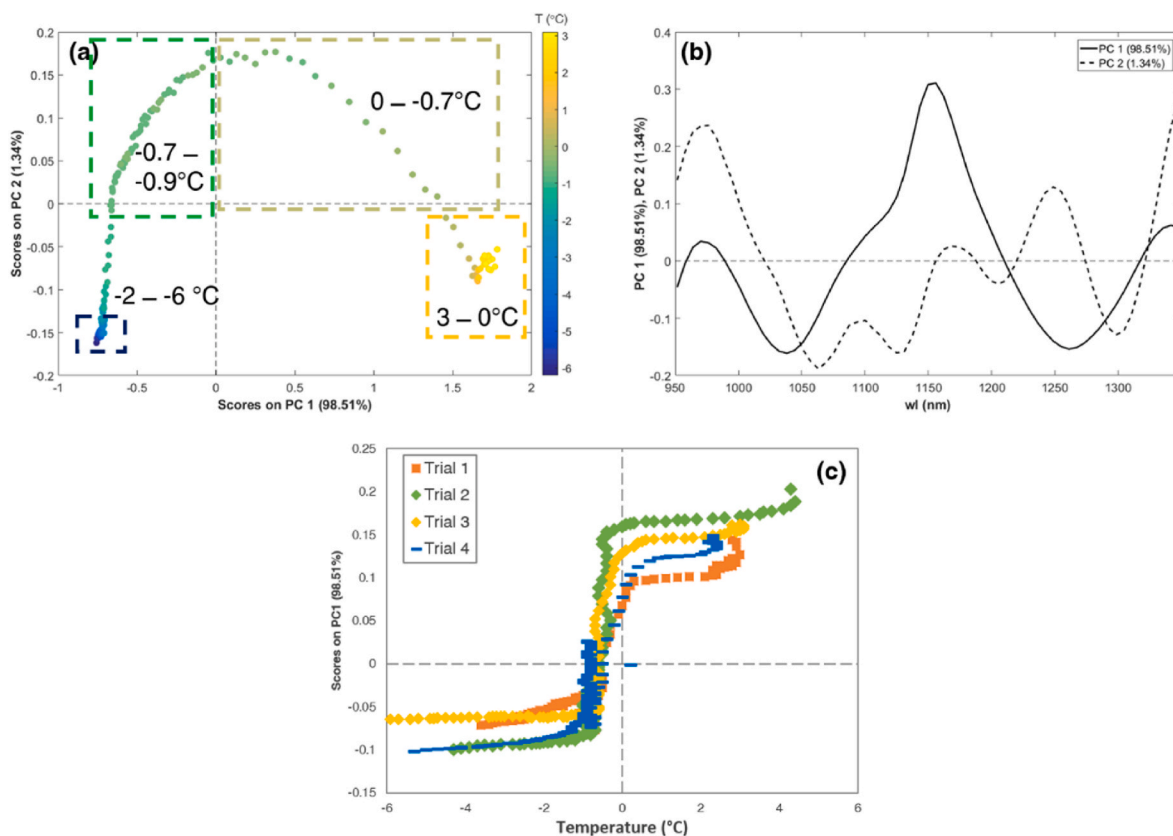 (a)
T (°C)
0.2
0.15
0.1
0.05
0
-0.05
-0.1
-0.15
-0.2
Scores on PC 2 (1.34%)
0 – -0.7°C
-0.7 –
-0.9°C
-2 – -6 °C
3 – 0°C
-1
-0.5
0
0.5
1
1.5
2
Scores on PC 1 (98.51%)
3
2
1
0
-1
-2
-3
-4
-5
-6
(b)
PC 1 (98.51%)
PC 2 (1.34%)
0.4
0.3
0.2
0.1
0
-0.1
-0.2
PC 1 (98.51%), PC 2 (1.34%)
950
1000
1050
1100
1150
1200
1250
1300
wl (nm)
(c)
Trial 1
Trial 2
Trial 3
Trial 4
0.25
0.2
0.15
0.1
0.05
0
-0.05
-0.1
-0.15
Scores on PC1 (98.51%)
-6
-4
-2
0
2
4
6
Temperature (°C)